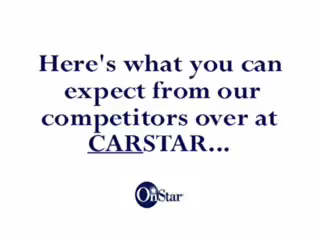 Here's what you can
expect from our
competitors over at
CARSTAR...
OnStar